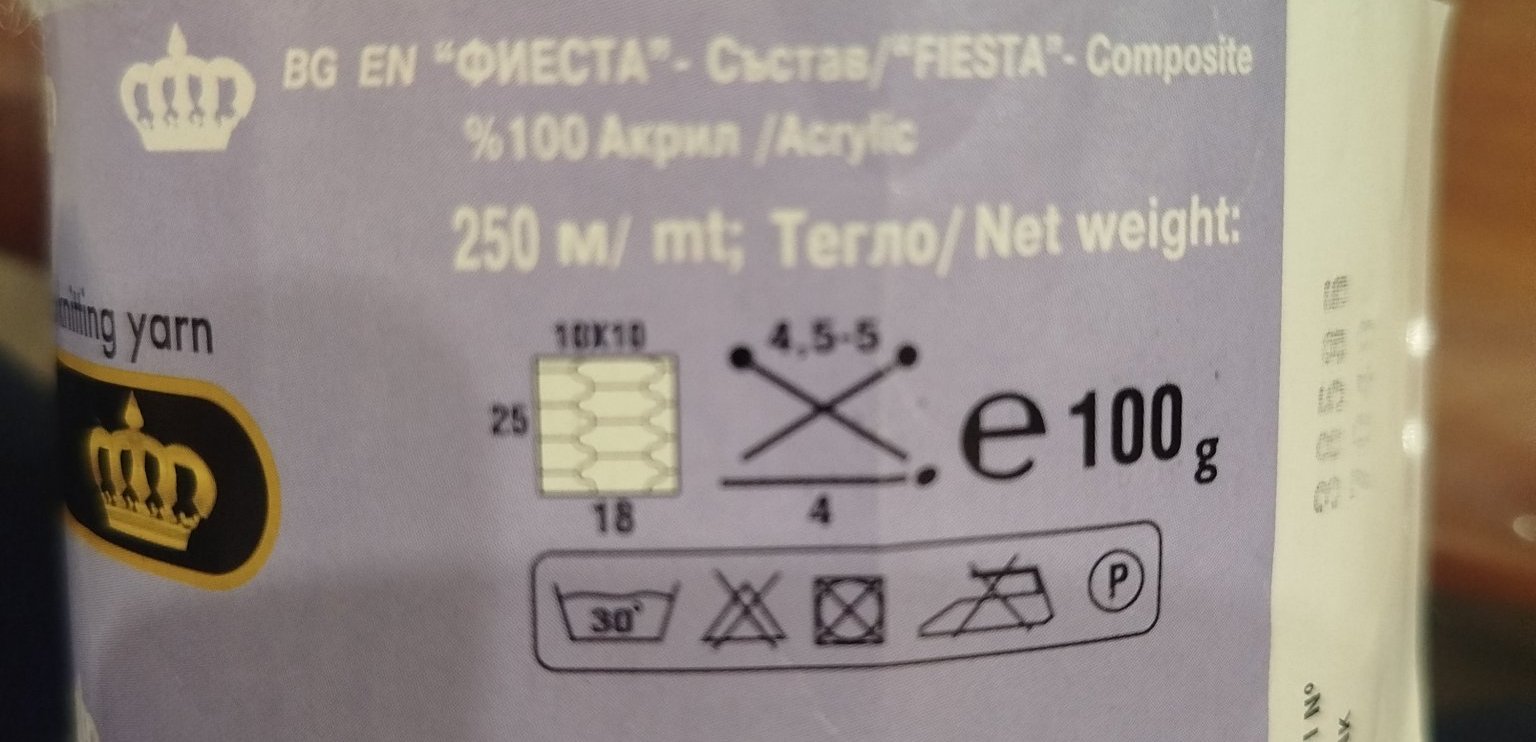 BG EN "ФИЕСТА"- Състав/"FIESTA"- Composite
%100 Акрил /Acrylic
250 м/ mt; Тегло/ Net weight:
knitting yarn
10X10
25
18
4,5-5
4
e 100 g
30°
P